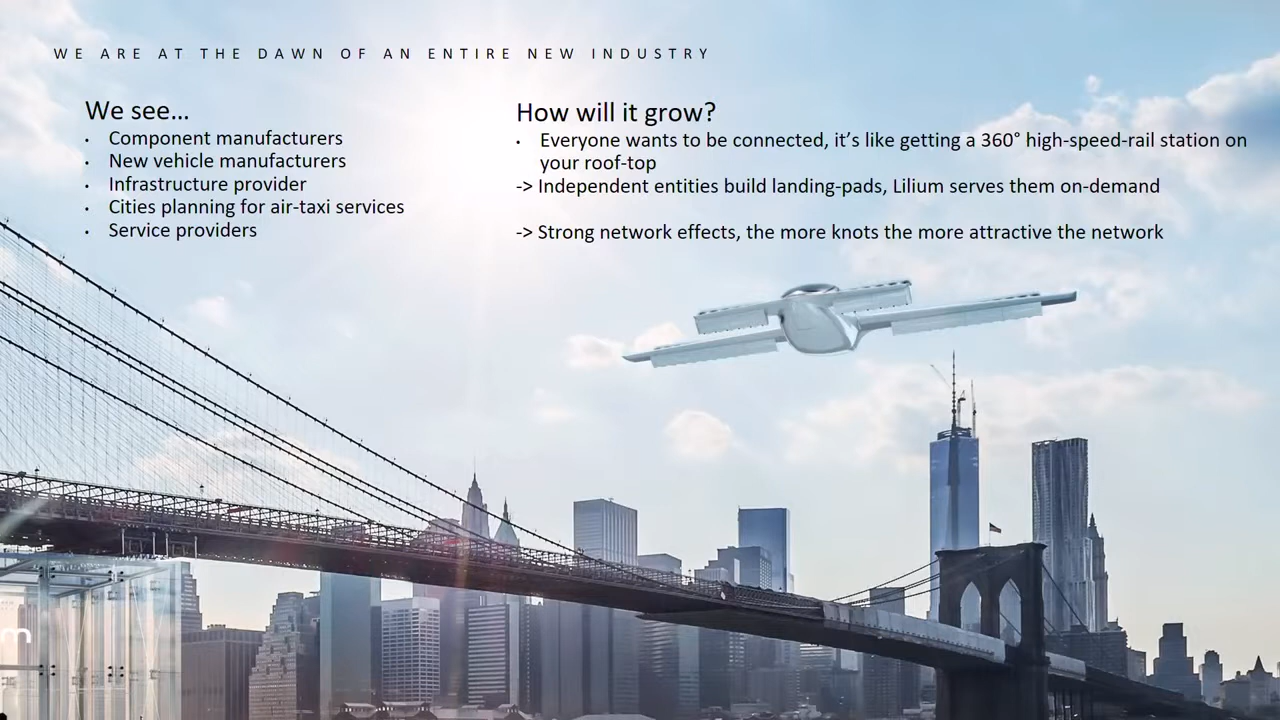 WE ARE AT THE DAWN OF AN ENTIRE NEW INDUSTRY
We see…
• Component manufacturers
• New vehicle manufacturers
• Infrastructure provider
• Cities planning for air-taxi services
• Service providers
How will it grow?
• Everyone wants to be connected, it’s like getting a 360° high-speed-rail station on
your roof-top
-> Independent entities build landing-pads, Lilium serves them on-demand
-> Strong network effects, the more knots the more attractive the network
m